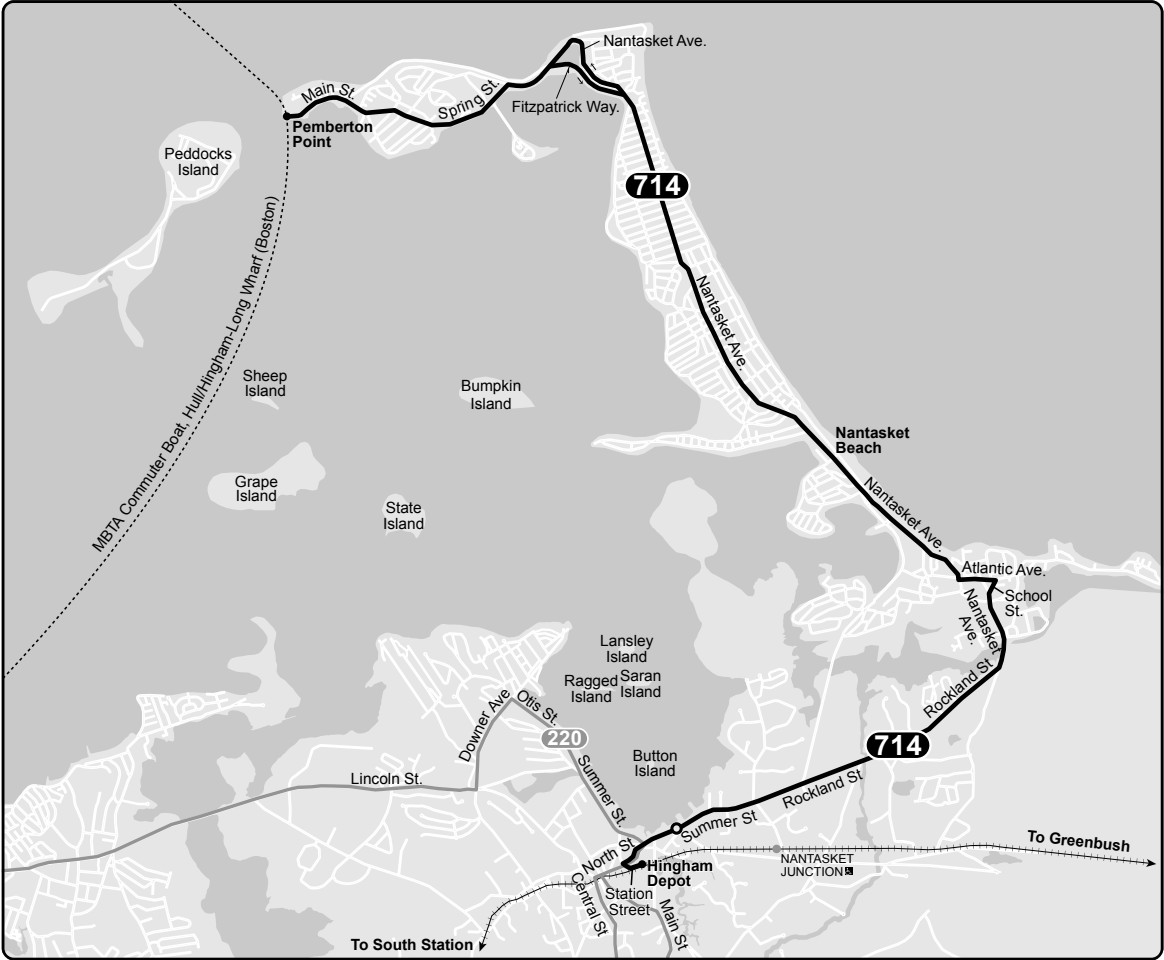 Nantasket Ave.
Main St.
Spring St.
Fitzpatrick Way.
Pemberton
Point
Peddocks
Island
714
MBTA Commuter Boat, Hull/Hingham-Long Wharf (Boston)
Nantasket Ave.
Sheep
Island
Bumpkin
Island
Nantasket
Beach
Grape
Island
State
Island
Nantasket Ave.
Atlantic Ave.
School
St.
Nantasket
Ave.
Lansley
Island
Ragged
Island
Saran
Island
Rockland St
Downer Ave
Otis St.
220
714
Button
Island
Lincoln St.
Summer St.
Rockland St
Summer St
North St
To Greenbush
NANTASKET
JUNCTION
Hingham
Depot
Central St
Station
Street
Main St
To South Station